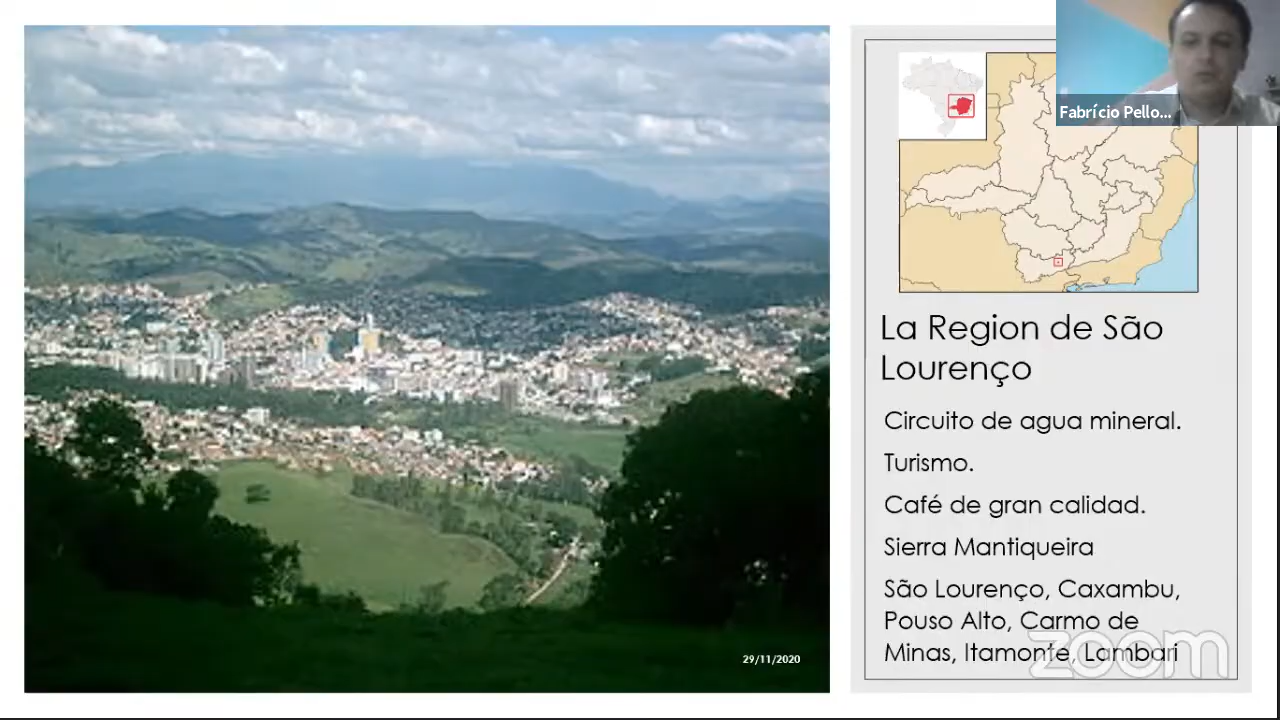 Fabrício Pello...
La Region de São
Lourenço
Circuito de agua mineral.
Turismo.
Café de gran calidad.
Sierra Mantiqueira
São Lourenço, Caxambu,
Pouso Alto, Carmo de
Minas, Itamonte, Lambari
29/11/2020
zoom